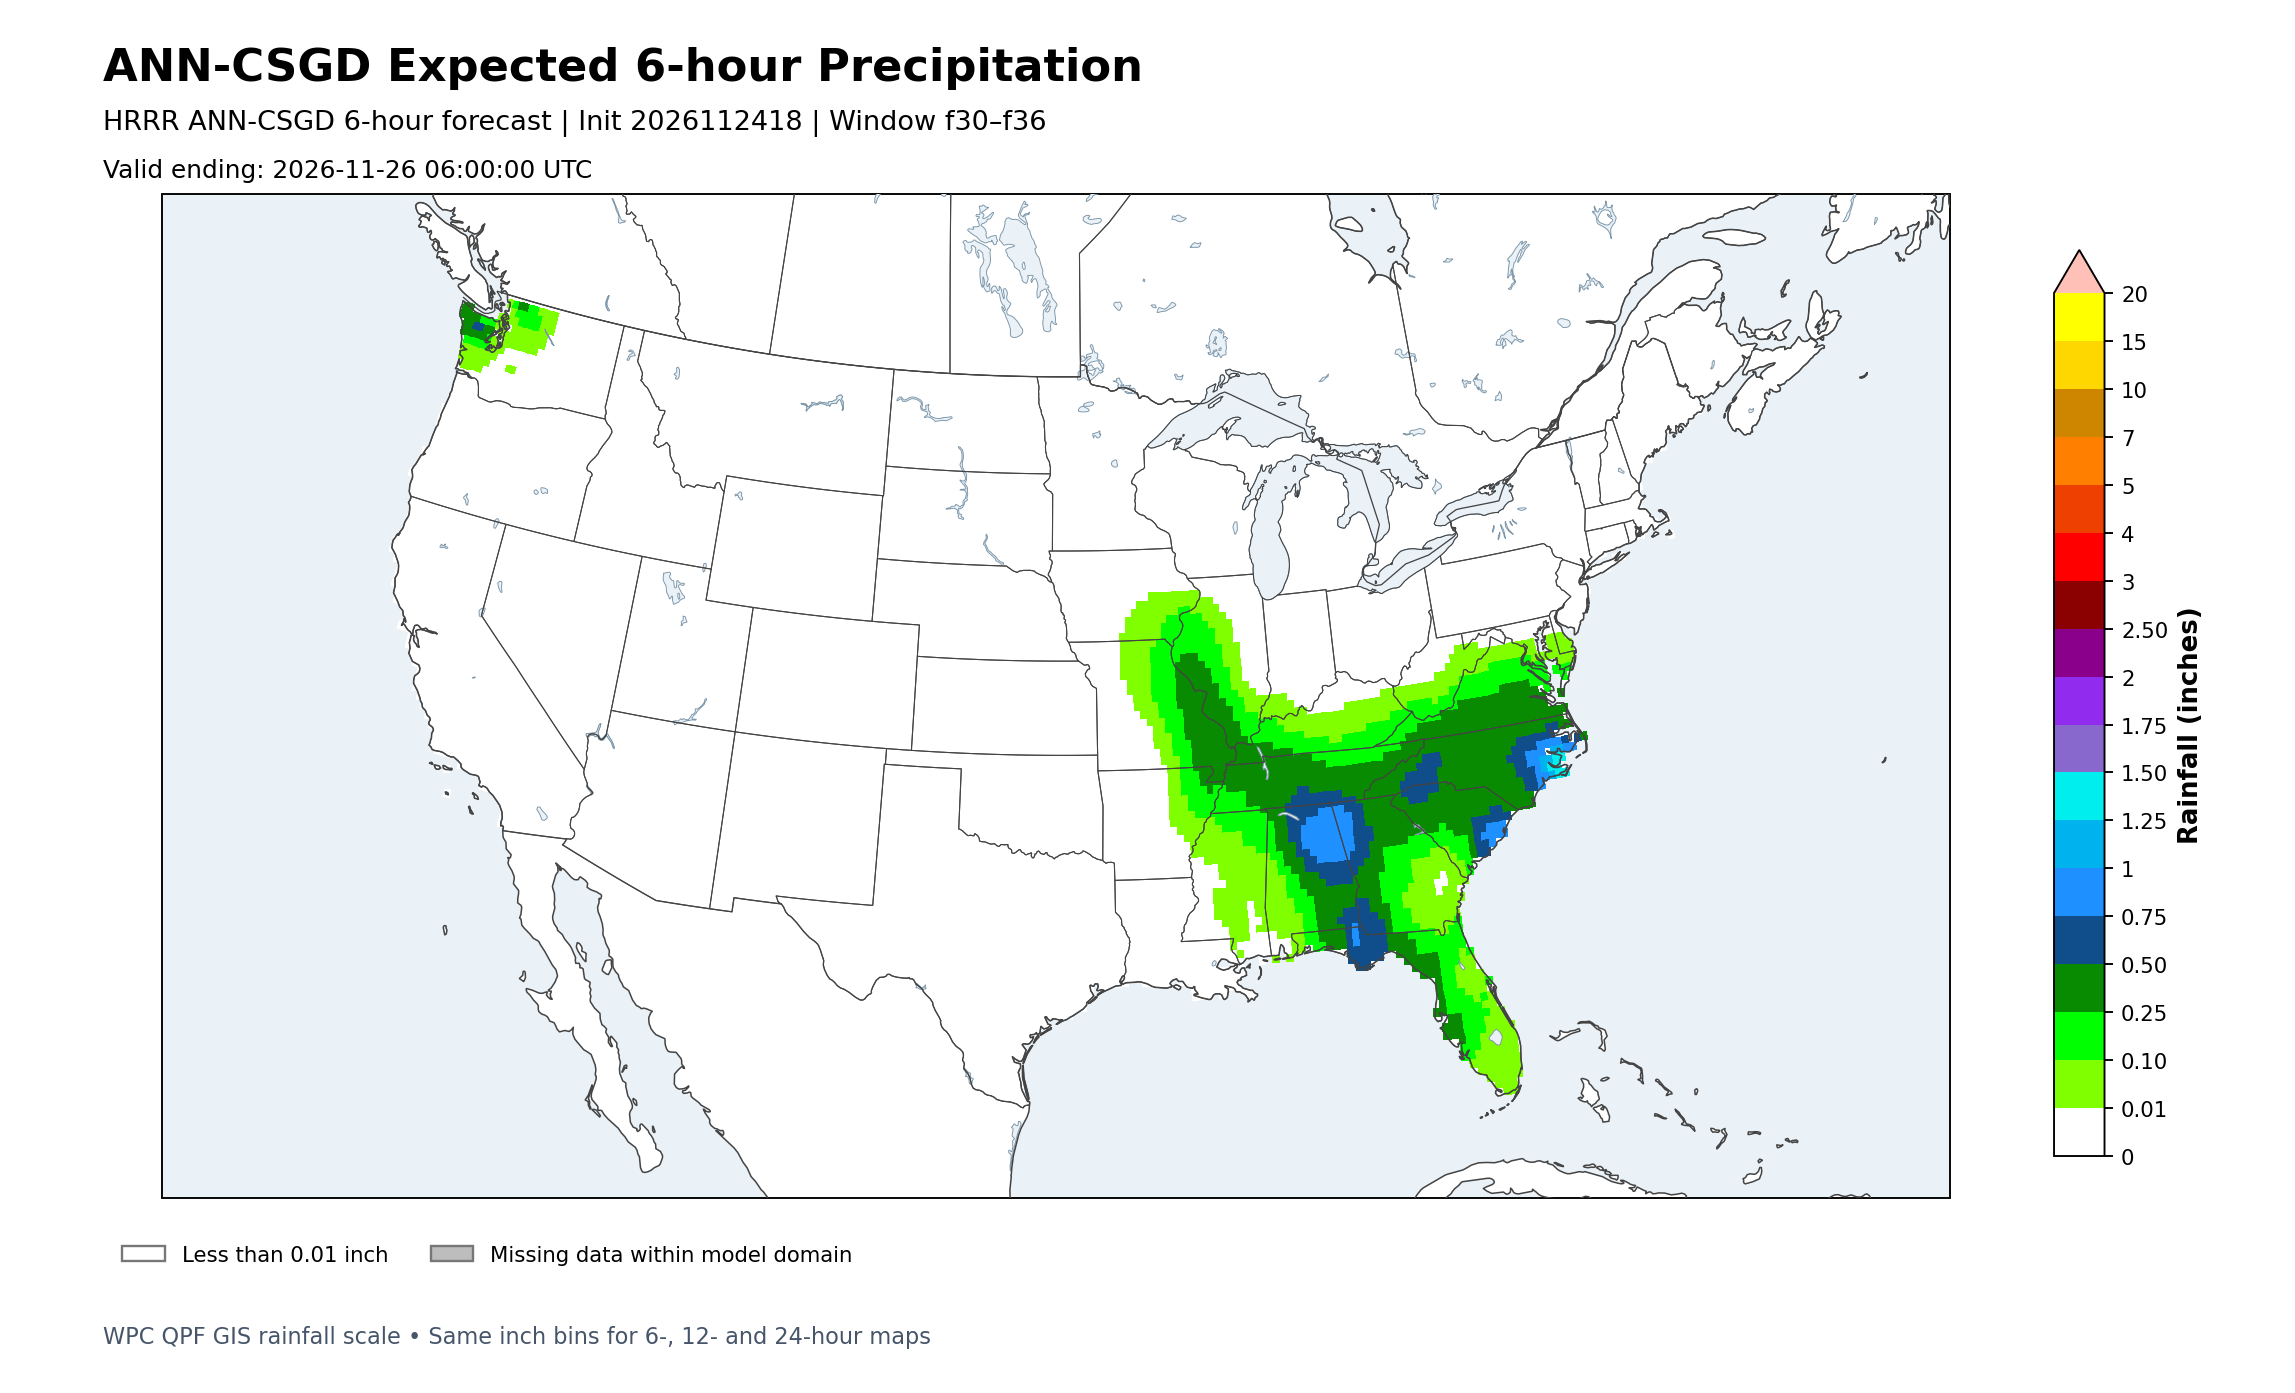 ANN-CSGD Expected 6-hour Precipitation
HRRR ANN-CSGD 6-hour forecast | Init 2026112418 | Window f30–f36
Valid ending: 2026-11-26 06:00:00 UTC
20
15
10
7
5
4
3
2.50
2
1.75
1.50
1.25
1
0.75
0.50
0.25
0.10
0.01
0
Rainfall (inches)
Less than 0.01 inch
Missing data within model domain
WPC QPF GIS rainfall scale • Same inch bins for 6-, 12- and 24-hour maps